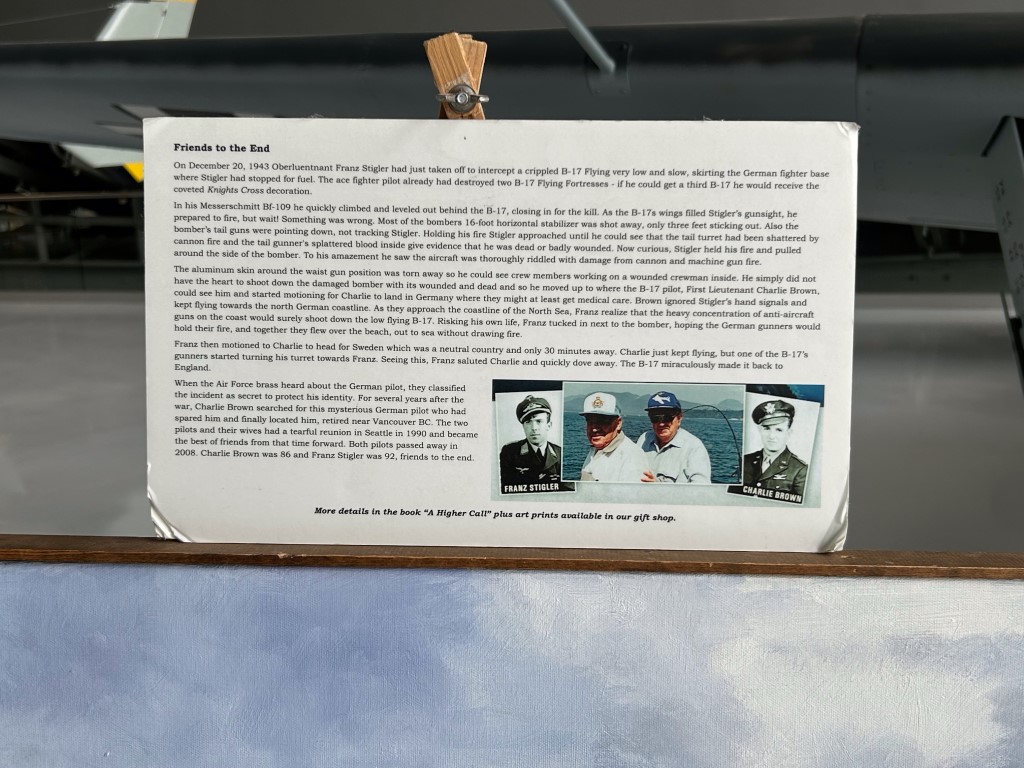 Friends to the End
On December 20, 1943 Oberluentnant Franz Stigler had just taken off to intercept a crippled B-17 Flying very low and slow, skirting the German fighter base
where Stigler had stopped for fuel. The ace fighter pilot already had destroyed two B-17 Flying Fortresses - if he could get a third B-17 he would receive the
coveted Knights Cross decoration.
In his Messerschmitt Bf-109 he quickly climbed and leveled out behind the B-17, closing in for the kill. As the B-17s wings filled Stigler's gunsight, he
prepared to fire, but wait! Something was wrong. Most of the bombers 16-foot horizontal stabilizer was shot away, only three feet sticking out. Also the
bomber's tail guns were pointing down, not tracking Stigler. Holding his fire Stigler approached until he could see that the tail turret had been shattered by
cannon fire and the tail gunner's splattered blood inside give evidence that he was dead or badly wounded. Now curious, Stigler held his fire and pulled
around the side of the bomber. To his amazement he saw the aircraft was thoroughly riddled with damage from cannon and machine gun fire.
The aluminum skin around the waist gun position was torn away so he could see crew members working on a wounded crewman inside. He simply did not
have the heart to shoot down the damaged bomber with its wounded and dead and so he moved up to where the B-17 pilot, First Lieutenant Charlie Brown,
could see him and started motioning for Charlie to land in Germany where they might at least get medical care. Brown ignored Stigler's hand signals and
kept flying towards the north German coastline. As they approach the coastline of the North Sea, Franz realize that the heavy concentration of anti-aircraft
guns on the coast would surely shoot down the low flying B-17. Risking his own life, Franz tucked in next to the bomber, hoping the German gunners would
hold their fire, and together they flew over the beach, out to sea without drawing fire.
Franz then motioned to Charlie to head for Sweden which was a neutral country and only 30 minutes away. Charlie just kept flying, but one of the B-17's
gunners started turning his turret towards Franz. Seeing this, Franz saluted Charlie and quickly dove away. The B-17 miraculously made it back to
England.
When the Air Force brass heard about the German pilot, they classified
the incident as secret to protect his identity. For several years after the
war, Charlie Brown searched for this mysterious German pilot who had
spared him and finally located him, retired near Vancouver BC. The two
pilots and their wives had a tearful reunion in Seattle in 1990 and became
the best of friends from that time forward. Both pilots passed away in
2008. Charlie Brown was 86 and Franz Stigler was 92, friends to the end.
FRANZ STIGLER
CHARLIE BROWN
More details in the book "A Higher Call" plus art prints available in our gift shop.